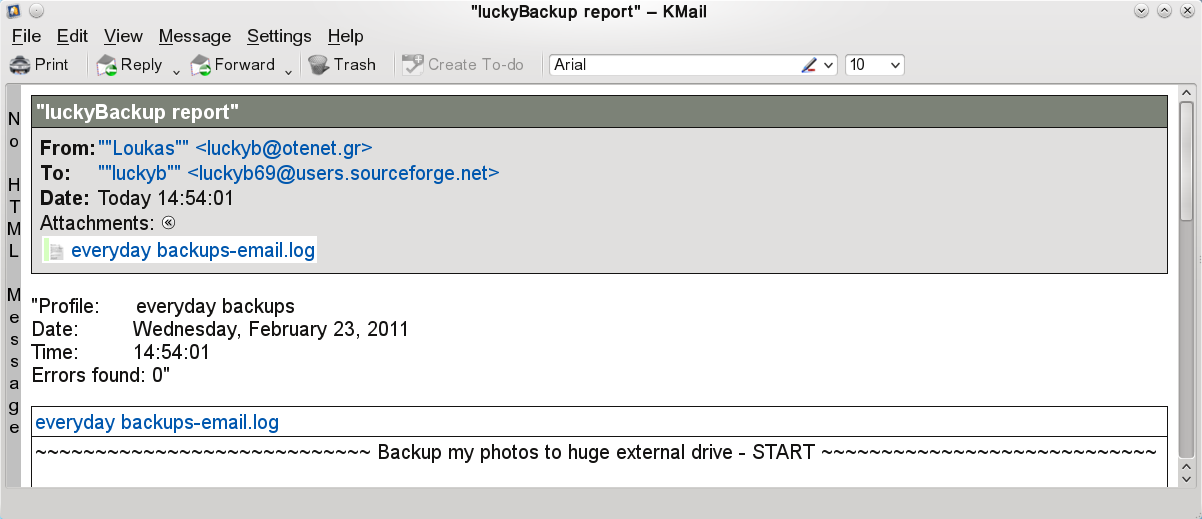 "luckyBackup report" – KMail
File Edit View Message Settings Help
Print Reply Forward Trash Create To-do Arial 10
No HTML Message
"luckyBackup report"
From: ""Loukas"" <luckyb@otenet.gr>
To: ""luckyb"" <luckyb69@users.sourceforge.net>
Date: Today 14:54:01
Attachments:
everyday backups-email.log
"Profile: everyday backups
Date: Wednesday, February 23, 2011
Time: 14:54:01
Errors found: 0"
everyday backups-email.log
~~~~~~~~~~~~~~~~~~~~~~~~~~~~ Backup my photos to huge external drive - START ~~~~~~~~~~~~~~~~~~~~~~~~~~~~